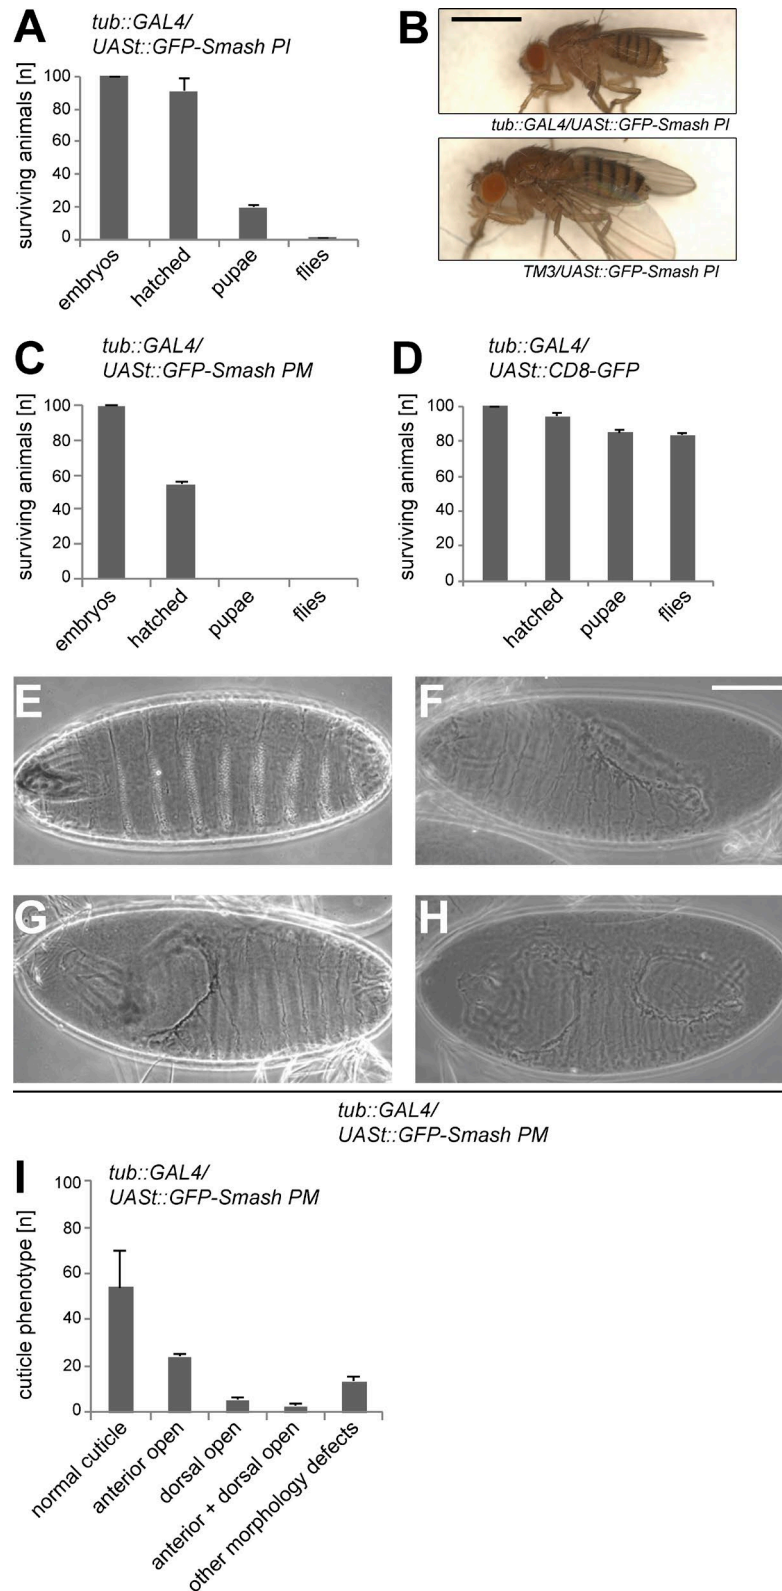 A
tub::GAL4/
UASt::GFP-Smash PI
surviving animals [n]
100
80
60
40
20
0
embryos
hatched
pupae
flies
B
tub::GAL4/UASt::GFP-Smash PI
TM3/UASt::GFP-Smash PI
C
tub::GAL4/
UASt::GFP-Smash PM
surviving animals [n]
100
80
60
40
20
0
embryos
hatched
pupae
flies
D
tub::GAL4/
UASt::CD8-GFP
surviving animals [n]
100
80
60
40
20
0
hatched
pupae
flies
E
F
G
H
tub::GAL4/
UASt::GFP-Smash PM
I
tub::GAL4/
UASt::GFP-Smash PM
cuticle phenotype [n]
100
80
60
40
20
0
normal cuticle
anterior open
dorsal open
anterior + dorsal open
other morphology defects